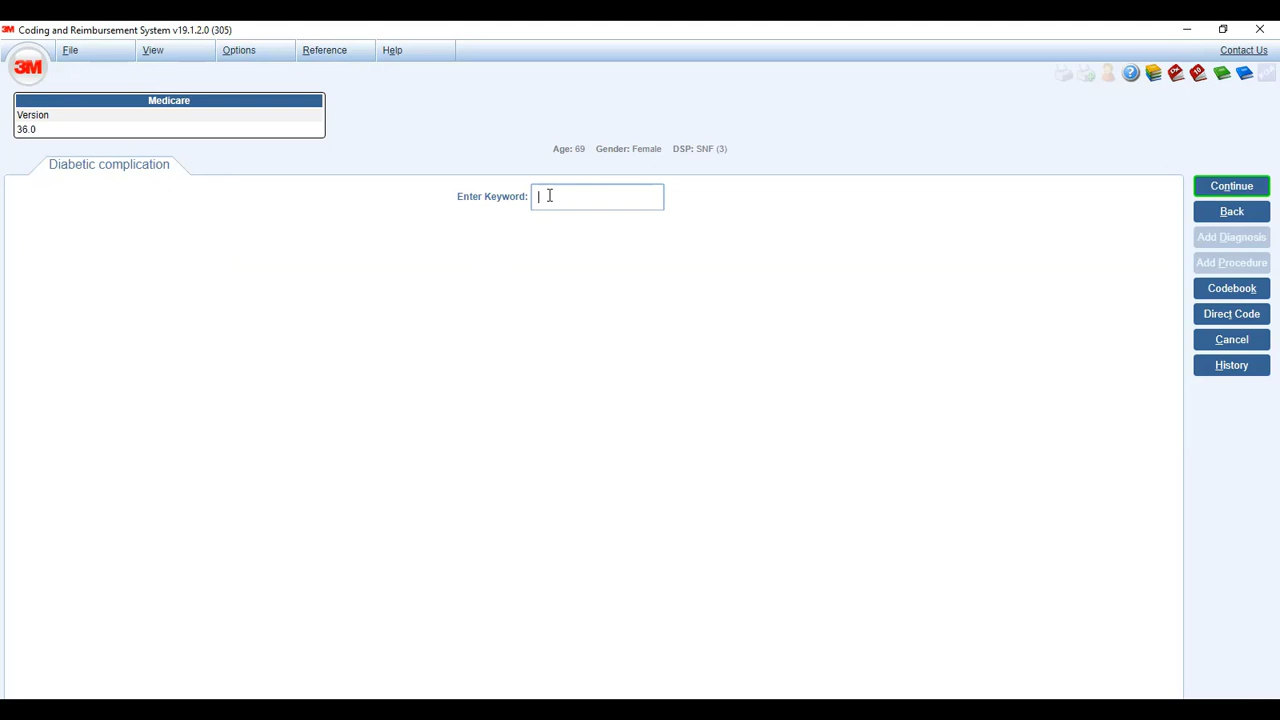 3M Coding and Reimbursement System v19.1.2.0 (305)
File View Options Reference Help Contact Us
3M
Medicare
Version
36.0
Age: 69 Gender: Female DSP: SNF (3)
Diabetic complication
Enter Keyword:
Continue
Back
Add Diagnosis
Add Procedure
Codebook
Direct Code
Cancel
History